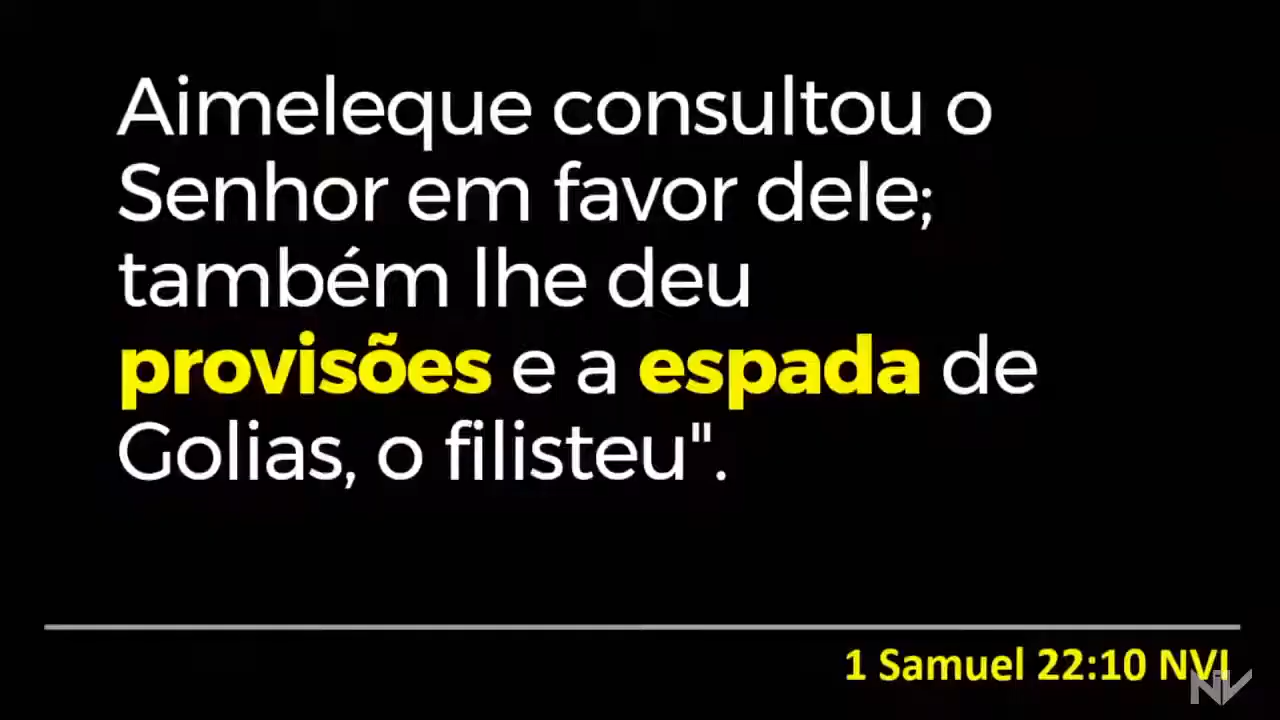 Aimeleque consultou o
Senhor em favor dele;
também lhe deu
provisões e a espada de
Golias, o filisteu".
1 Samuel 22:10 NVI
NV